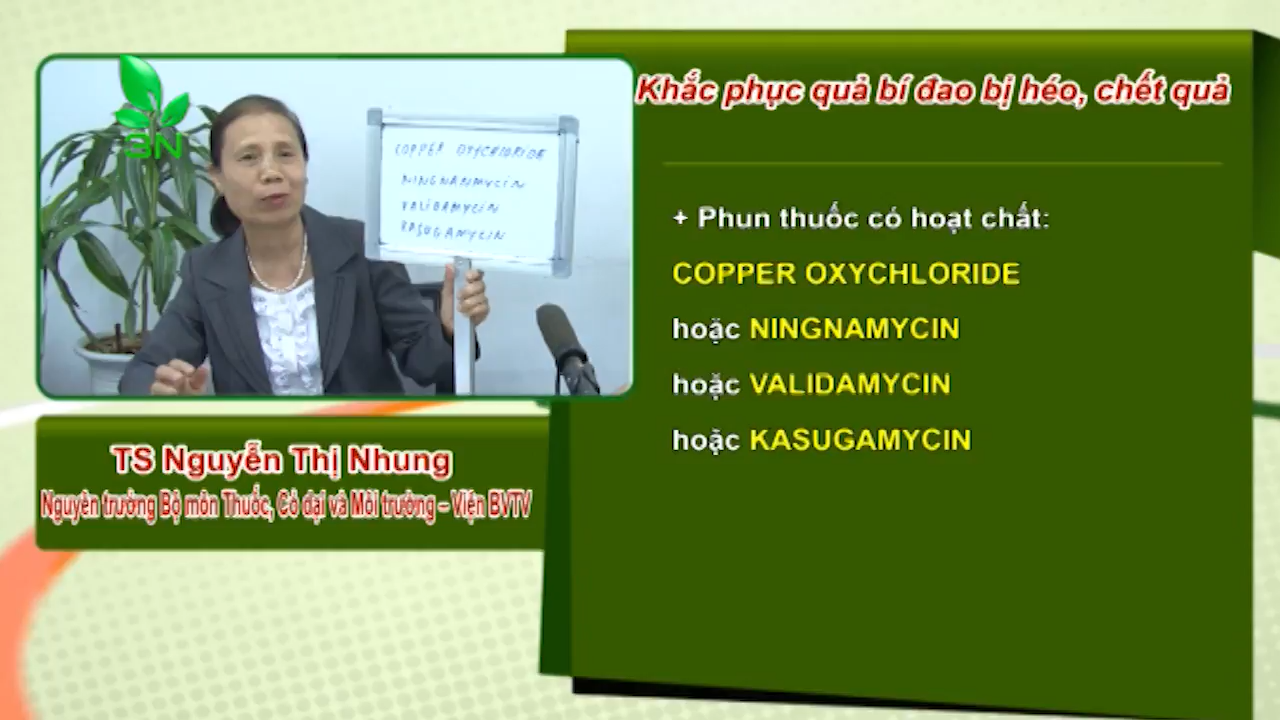 3N
COPPER OXYCHLORIDE
NINGNANMYCIN
VALIDAMYCIN
KASUGAMYCIN
TS Nguyễn Thị Nhung
Nguyên trưởng Bộ môn Thuốc, Cỏ dại và Môi trường – Viện BVTV
Khắc phục quả bí đao bị héo, chết quả
+ Phun thuốc có hoạt chất:
COPPER OXYCHLORIDE
hoặc NINGNAMYCIN
hoặc VALIDAMYCIN
hoặc KASUGAMYCIN